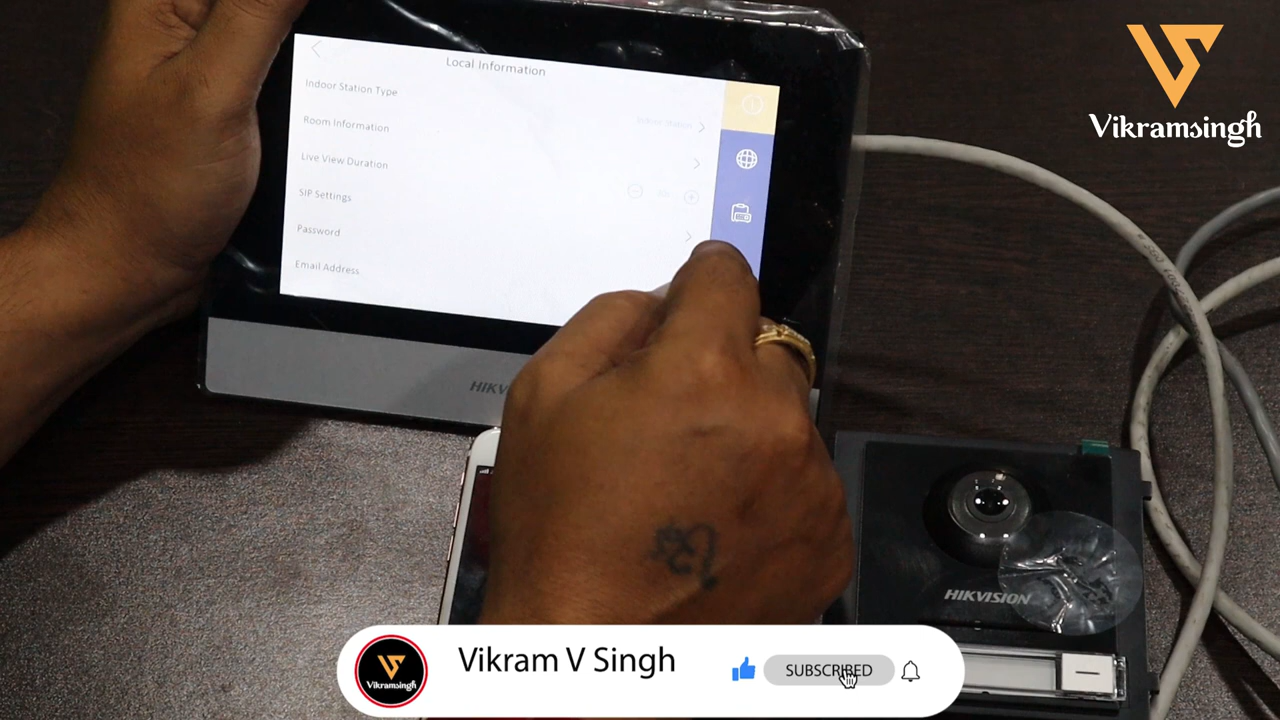 Local Information
Indoor Station Type
Indoor Station
Room Information
Live View Duration
SIP Settings
Password
Email Address
HIKV
HIKVISION
Vikramsingh
Vikramsingh
Vikram V Singh
SUBSCRIBED